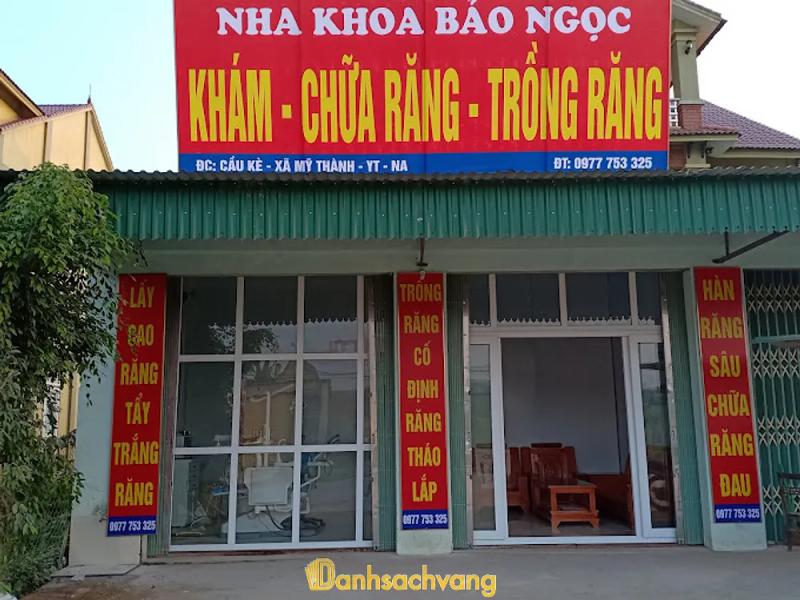 NHA KHOA BẢO NGỌC
KHÁM - CHỮA RĂNG - TRỒNG RĂNG
ĐC: CẦU KÈ - XÃ MỸ THÀNH - YT - NA ĐT: 0977 753 325
LẤY
CAO
RĂNG
TẨY
TRẮNG
RĂNG
0977 753 325
TRỒNG
RĂNG
CỐ
ĐỊNH
RĂNG
THÁO
LẮP
0977 753 325
HÀN
RĂNG
SÂU
CHỮA
RĂNG
ĐAU
0977 753 325
Danhsachvang